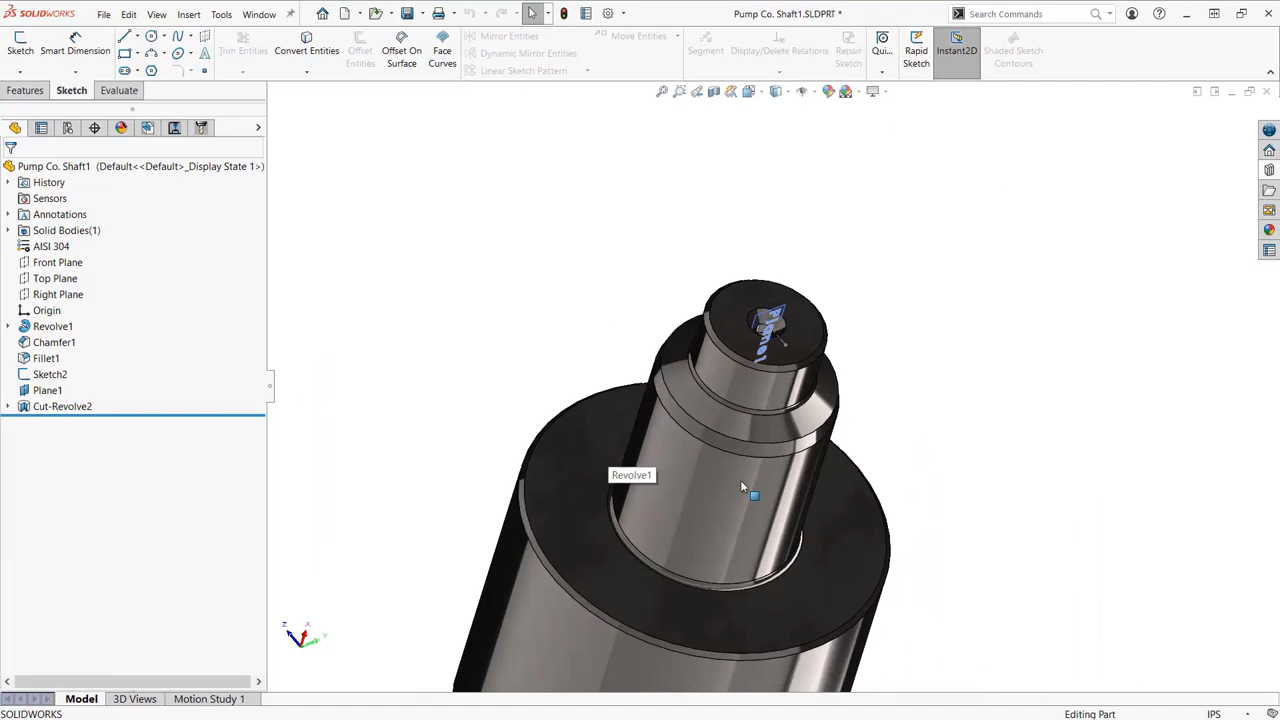 SOLIDWORKS
File
Edit
View
Insert
Tools
Window
Pump Co. Shaft1.SLDPRT *
Search Commands
Sketch
Smart Dimension
Trim Entities
Convert Entities
Offset Entities
Offset On Surface
Face Curves
Mirror Entities
Dynamic Mirror Entities
Linear Sketch Pattern
Move Entities
Segment
Display/Delete Relations
Repair Sketch
Qui...
Rapid Sketch
Instant2D
Shaded Sketch Contours
Features
Sketch
Evaluate
Pump Co. Shaft1 (Default<<Default>_Display State 1>)
History
Sensors
Annotations
Solid Bodies(1)
AISI 304
Front Plane
Top Plane
Right Plane
Origin
Revolve1
Chamfer1
Fillet1
Sketch2
Plane1
Cut-Revolve2
Plane1
Revolve1
Z
X
Y
Model
3D Views
Motion Study 1
SOLIDWORKS
Editing Part
IPS